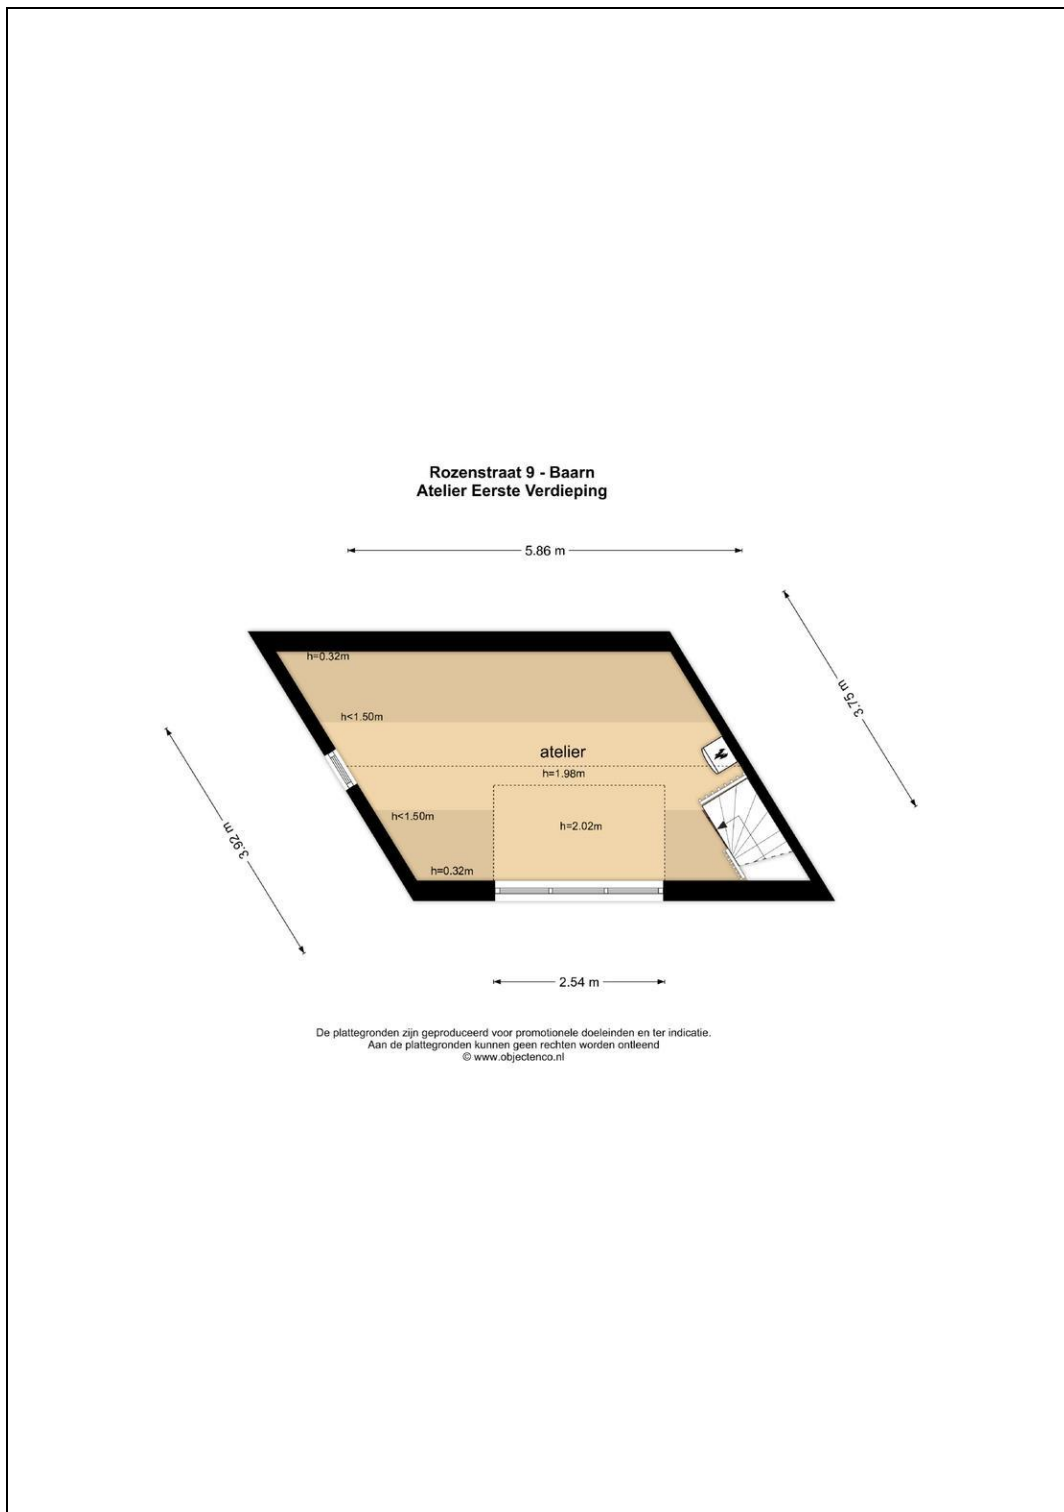 Rozenstraat 9 - Baarn
Atelier Eerste Verdieping
5.86 m
3.75 m
h=0.32m
h<1.50m
atelier
h=1.98m
h<1.50m
h=2.02m
3.92 m
h=0.32m
2.54 m
De plattegronden zijn geproduceerd voor promotionele doeleinden en ter indicatie.
Aan de plattegronden kunnen geen rechten worden ontleend
© www.objectenco.nl